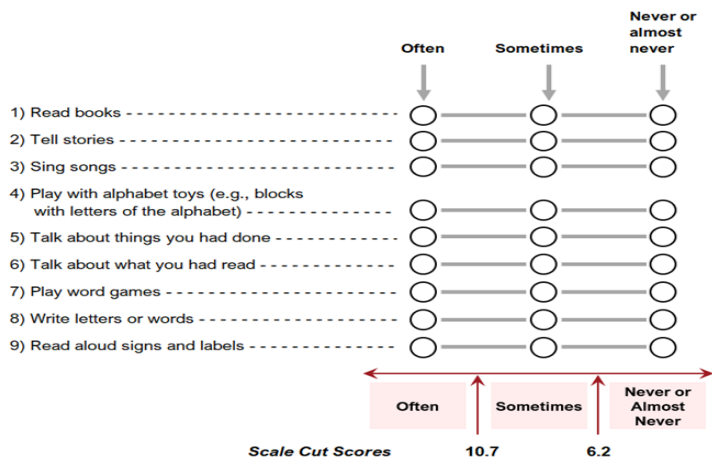 Often Sometimes Never or almost never
1) Read books
2) Tell stories
3) Sing songs
4) Play with alphabet toys (e.g., blocks
with letters of the alphabet)
5) Talk about things you had done
6) Talk about what you had read
7) Play word games
8) Write letters or words
9) Read aloud signs and labels
Often Sometimes Never or Almost Never
Scale Cut Scores 10.7 6.2